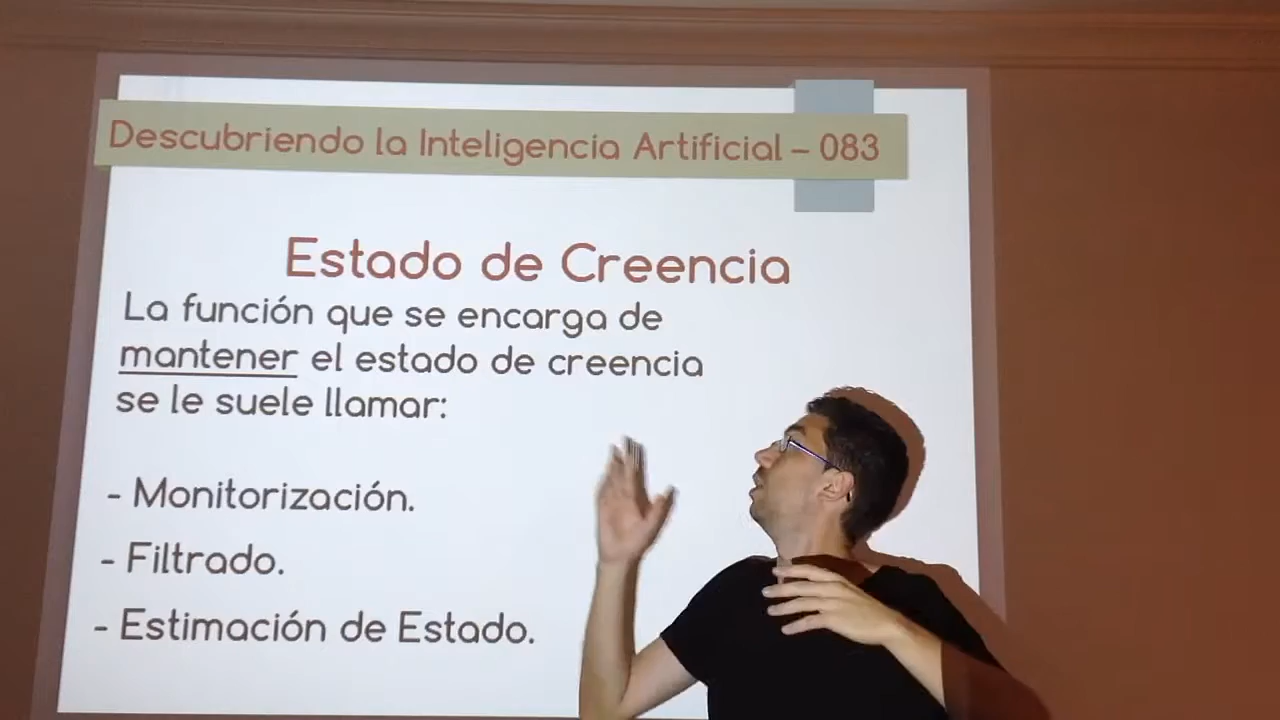 Descubriendo la Inteligencia Artificial – 083
Estado de Creencia
La función que se encarga de
mantener el estado de creencia
se le suele llamar:
- Monitorización.
- Filtrado.
- Estimación de Estado.